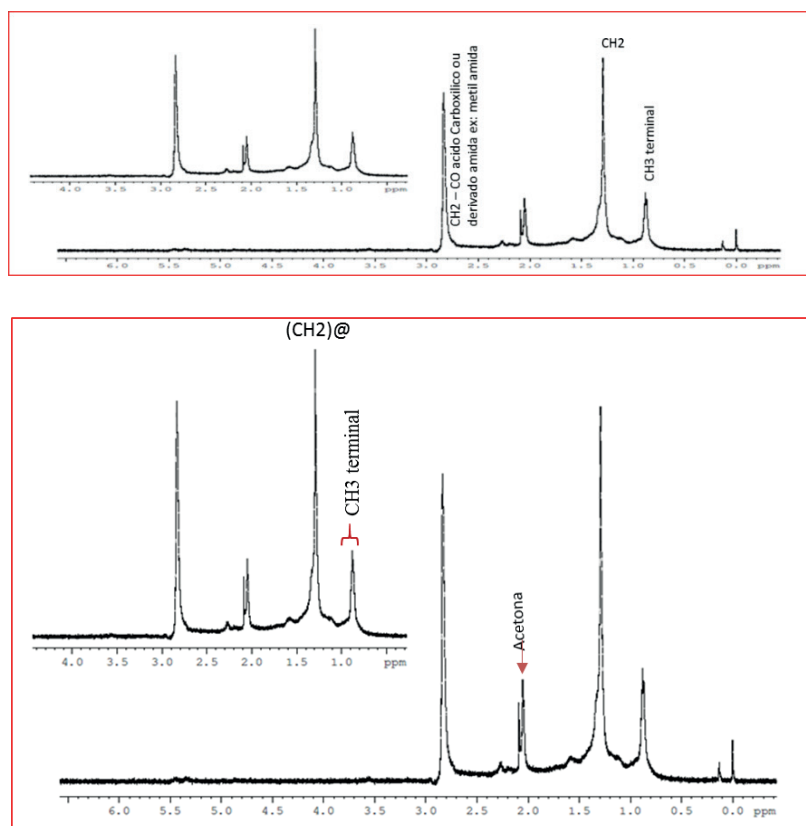 CH2
CH2 – CO acido Carboxilico ou
derivado amida ex: metil amida
CH3 terminal
4.0 3.5 3.0 2.5 2.0 1.5 1.0 ppm
6.0 5.5 5.0 4.5 4.0 3.5 3.0 2.5 2.0 1.5 1.0 0.5 0.0 ppm
(CH2)@
CH3 terminal
4.0 3.5 3.0 2.5 2.0 1.5 1.0 ppm
Acetona
6.0 5.5 5.0 4.5 4.0 3.5 3.0 2.5 2.0 1.5 1.0 0.5 0.0 ppm